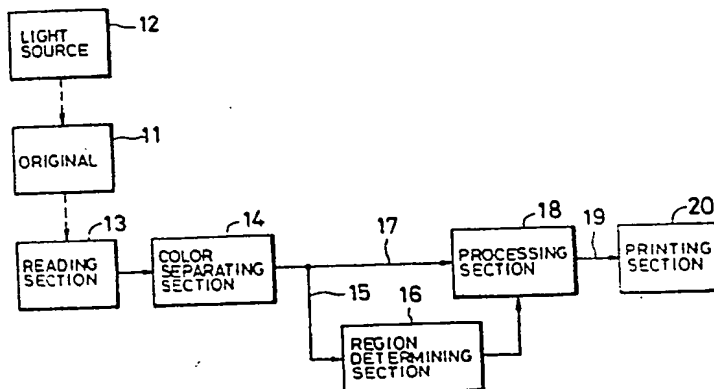 12
LIGHT
SOURCE
11
ORIGINAL
13
READING
SECTION
14
COLOR
SEPARATING
SECTION
17
15
16
REGION
DETERMINING
SECTION
18
PROCESSING
SECTION
19
20
PRINTING
SECTION